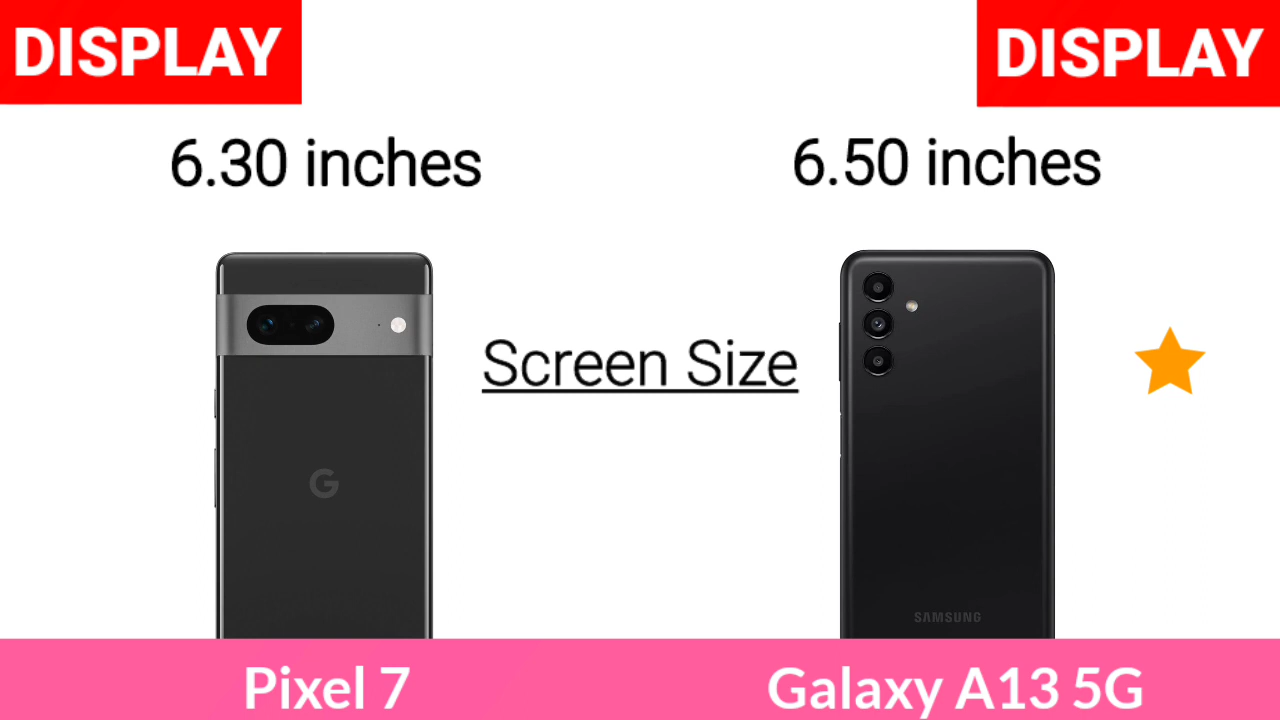 DISPLAY
DISPLAY
6.30 inches
6.50 inches
Screen Size
G
SAMSUNG
Pixel 7
Galaxy A13 5G